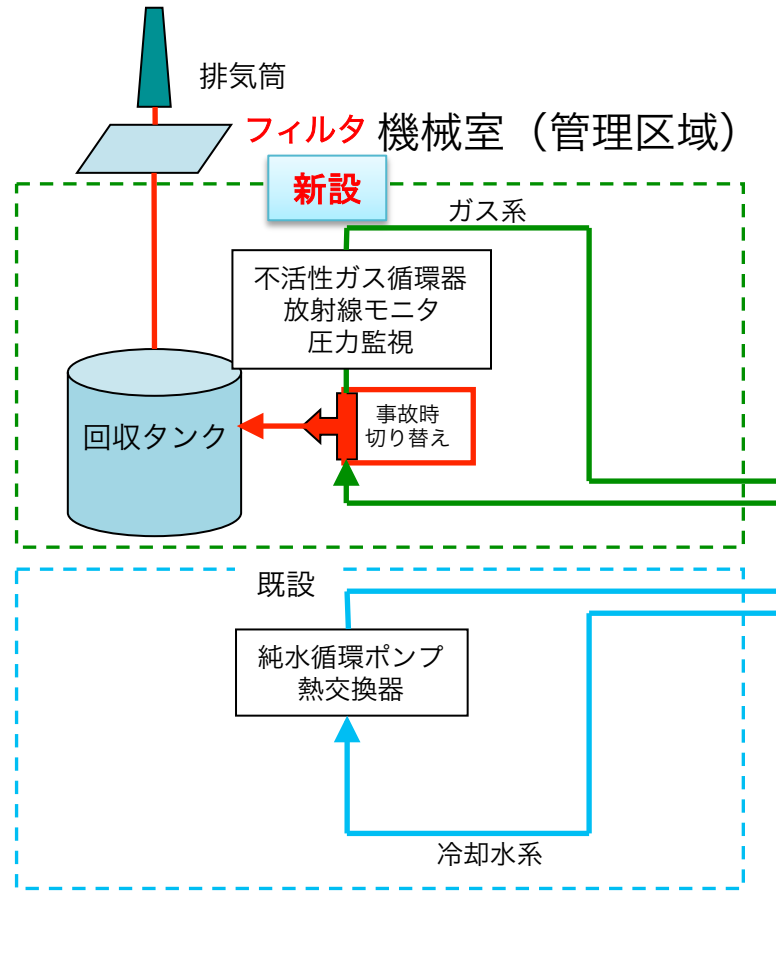 排気筒
フィルタ 機械室（管理区域）
新設
ガス系
不活性ガス循環器
放射線モニタ
圧力監視
回収タンク
事故時
切り替え
既設
純水循環ポンプ
熱交換器
冷却水系